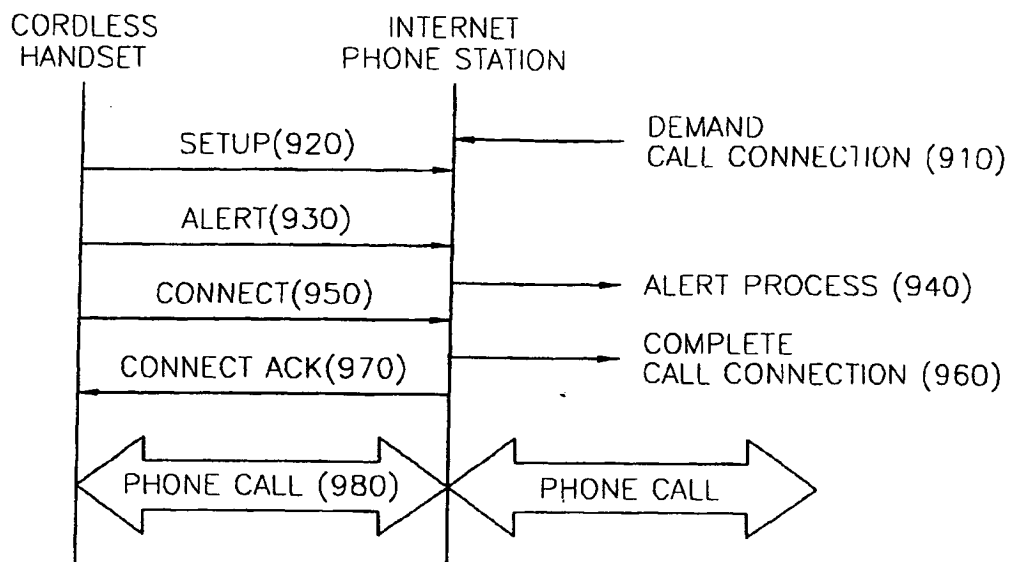 CORDLESS
HANDSET
INTERNET
PHONE STATION
SETUP(920)
DEMAND
CALL CONNECTION (910)
ALERT(930)
CONNECT(950)
ALERT PROCESS (940)
CONNECT ACK(970)
COMPLETE
CALL CONNECTION (960)
PHONE CALL (980)
PHONE CALL